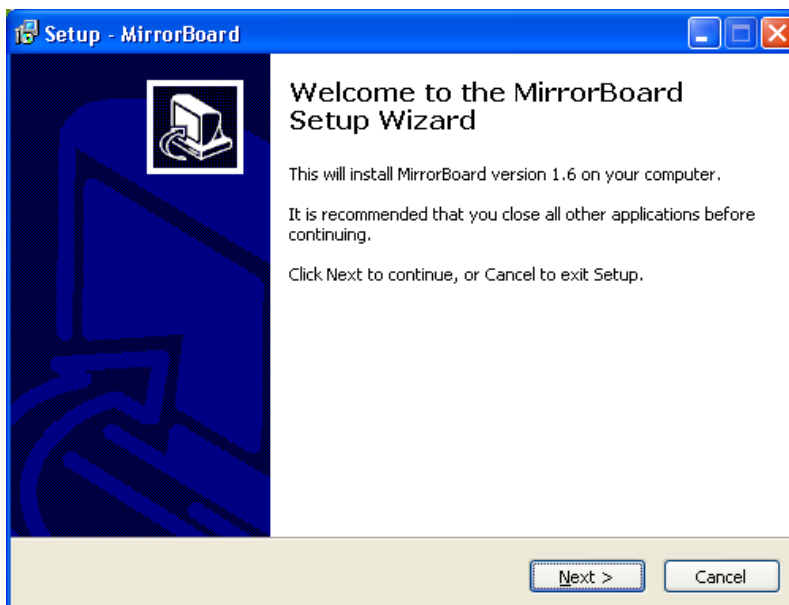 Setup - MirrorBoard
Welcome to the MirrorBoard
Setup Wizard
This will install MirrorBoard version 1.6 on your computer.
It is recommended that you close all other applications before
continuing.
Click Next to continue, or Cancel to exit Setup.
Next >
Cancel